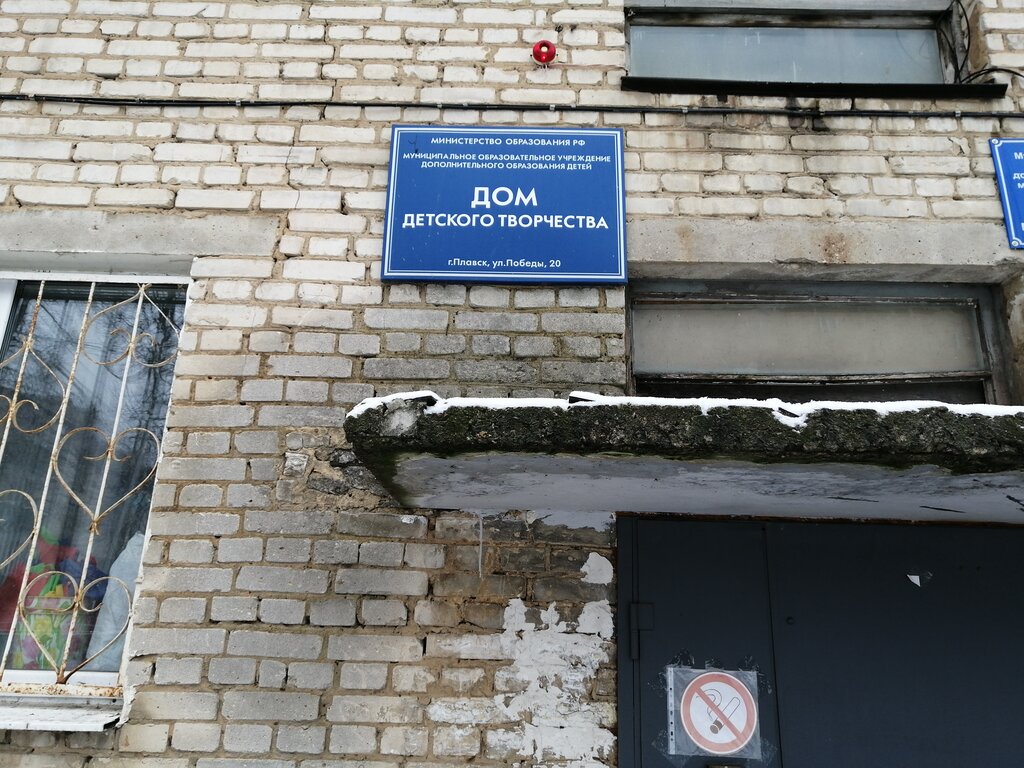 МИНИСТЕРСТВО ОБРАЗОВАНИЯ РФ
МУНИЦИПАЛЬНОЕ ОБРАЗОВАТЕЛЬНОЕ УЧРЕЖДЕНИЕ
ДОПОЛНИТЕЛЬНОГО ОБРАЗОВАНИЯ ДЕТЕЙ
ДОМ
ДЕТСКОГО ТВОРЧЕСТВА
г.Плавск, ул.Победы, 20